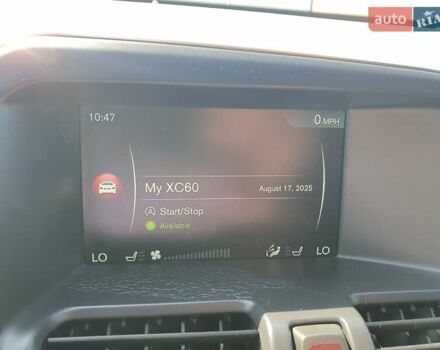 auto RIA
10:47
0 MPH
My XC60 August 17, 2025
Start/Stop
Available
LO LO